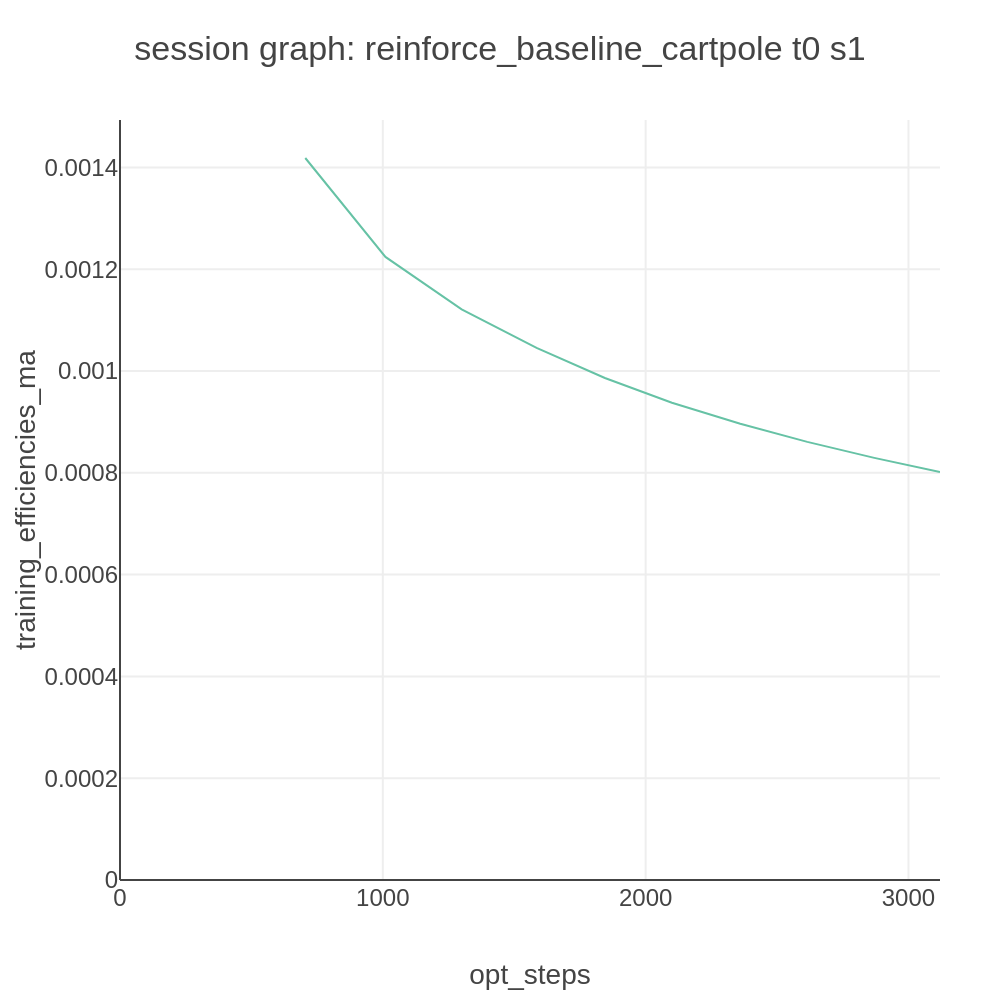 session graph: reinforce_baseline_cartpole t0 s1
training_efficiencies_ma
0.0014
0.0012
0.001
0.0008
0.0006
0.0004
0.0002
0
0 1000 2000 3000
opt_steps